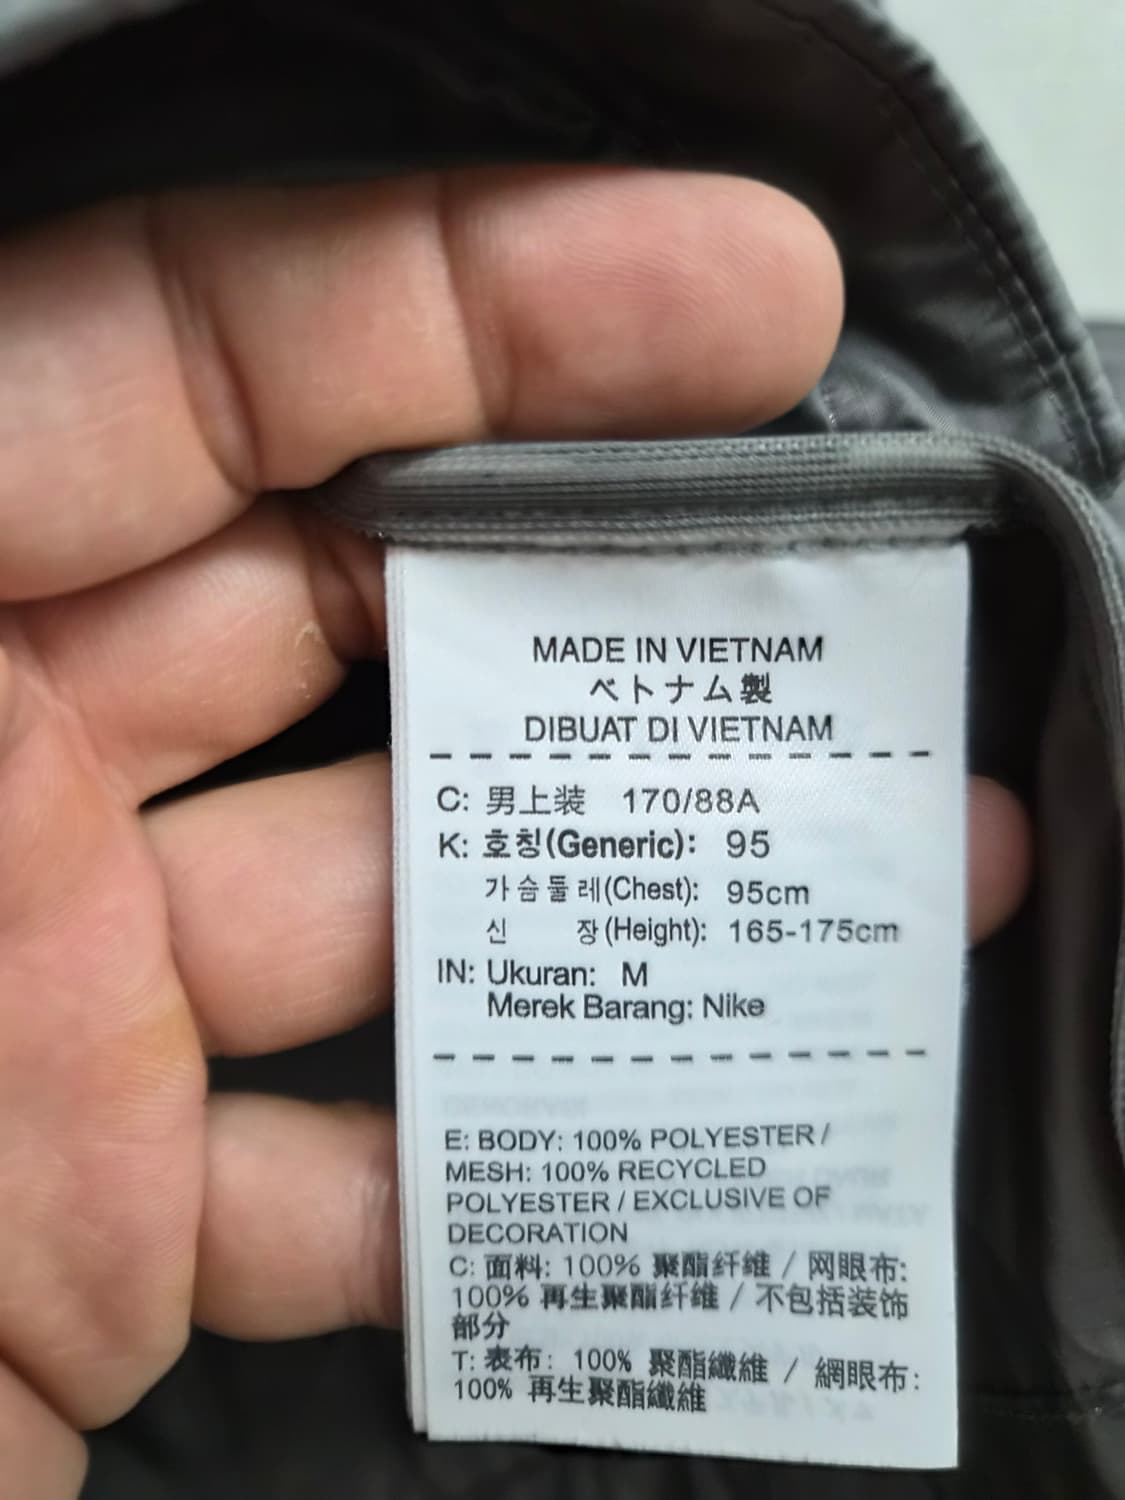 MADE IN VIETNAM
ベトナム製
DIBUAT DI VIETNAM
C: 男上装 170/88A
K: 호칭(Generic): 95
가슴둘레(Chest): 95cm
신 장(Height): 165-175cm
IN: Ukuran: M
Merek Barang: Nike
E: BODY: 100% POLYESTER /
MESH: 100% RECYCLED
POLYESTER / EXCLUSIVE OF
DECORATION
C: 面料: 100% 聚酯纤维 / 网眼布:
100% 再生聚酯纤维 / 不包括装饰
部分
T: 表布: 100% 聚酯纖維 / 網眼布:
100% 再生聚酯纖維